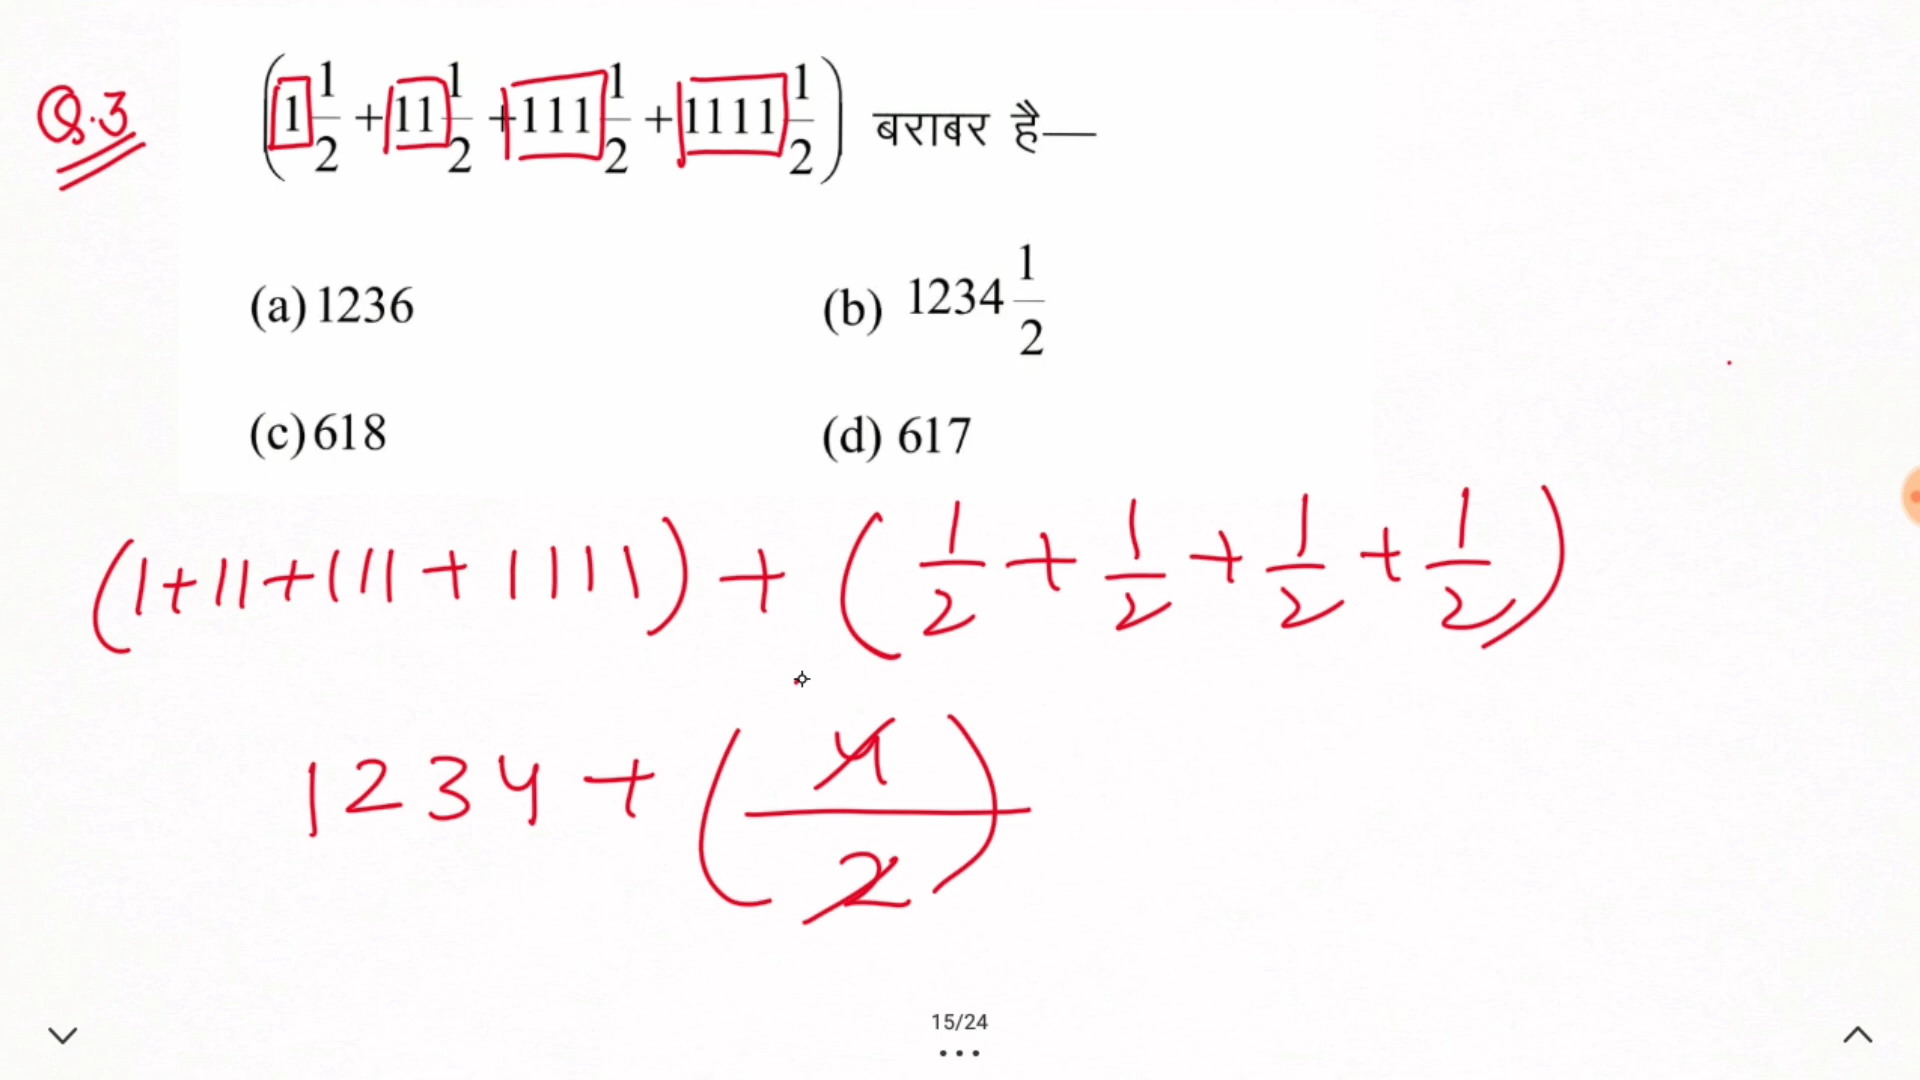 Q.3
(1 1/2 + 11 1/2 + 111 1/2 + 1111 1/2) बराबर है—
(a) 1236
(b) 1234 1/2
(c) 618
(d) 617
(1+11+111+1111) + (1/2 + 1/2 + 1/2 + 1/2)
1234 + (4/2)
15/24